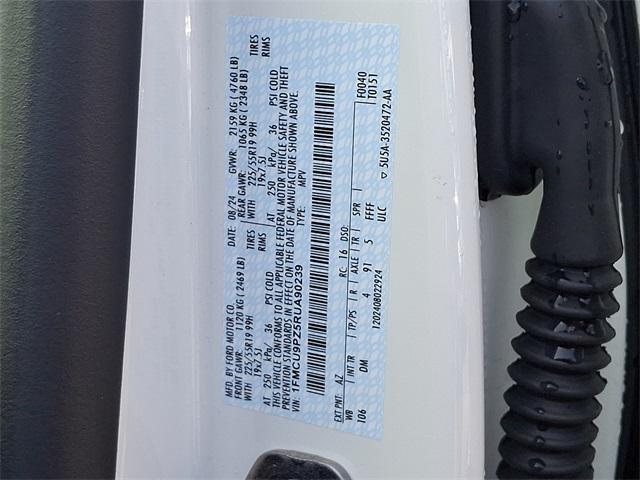 MFD. BY FORD MOTOR CO. DATE: 08/24 GVWR: 2159 KG ( 4760 LB)
FRONT GAWR: 1120 KG ( 2469 LB) REAR GAWR: 1065 KG ( 2348 LB)
WITH 225/55R19 99H TIRES WITH 225/55R19 99H TIRES
19x7.5J RIMS 19x7.5J RIMS
AT 250 kPa/ 36 PSI COLD AT 250 kPa/ 36 PSI COLD
THIS VEHICLE CONFORMS TO ALL APPLICABLE FEDERAL MOTOR VEHICLE SAFETY AND THEFT
PREVENTION STANDARDS IN EFFECT ON THE DATE OF MANUFACTURE SHOWN ABOVE.
VIN: 1FMCU9PZ5RUA90239 TYPE: MPV
F0040
T0151
EXT PNT: AZ RC: 16 DSO:
WB INT TR TP/PS R AXLE TR SPR
106 DM 4 91 5 FFFF
ULC ▽ 5U5A-3520472-AA
12024080​22924